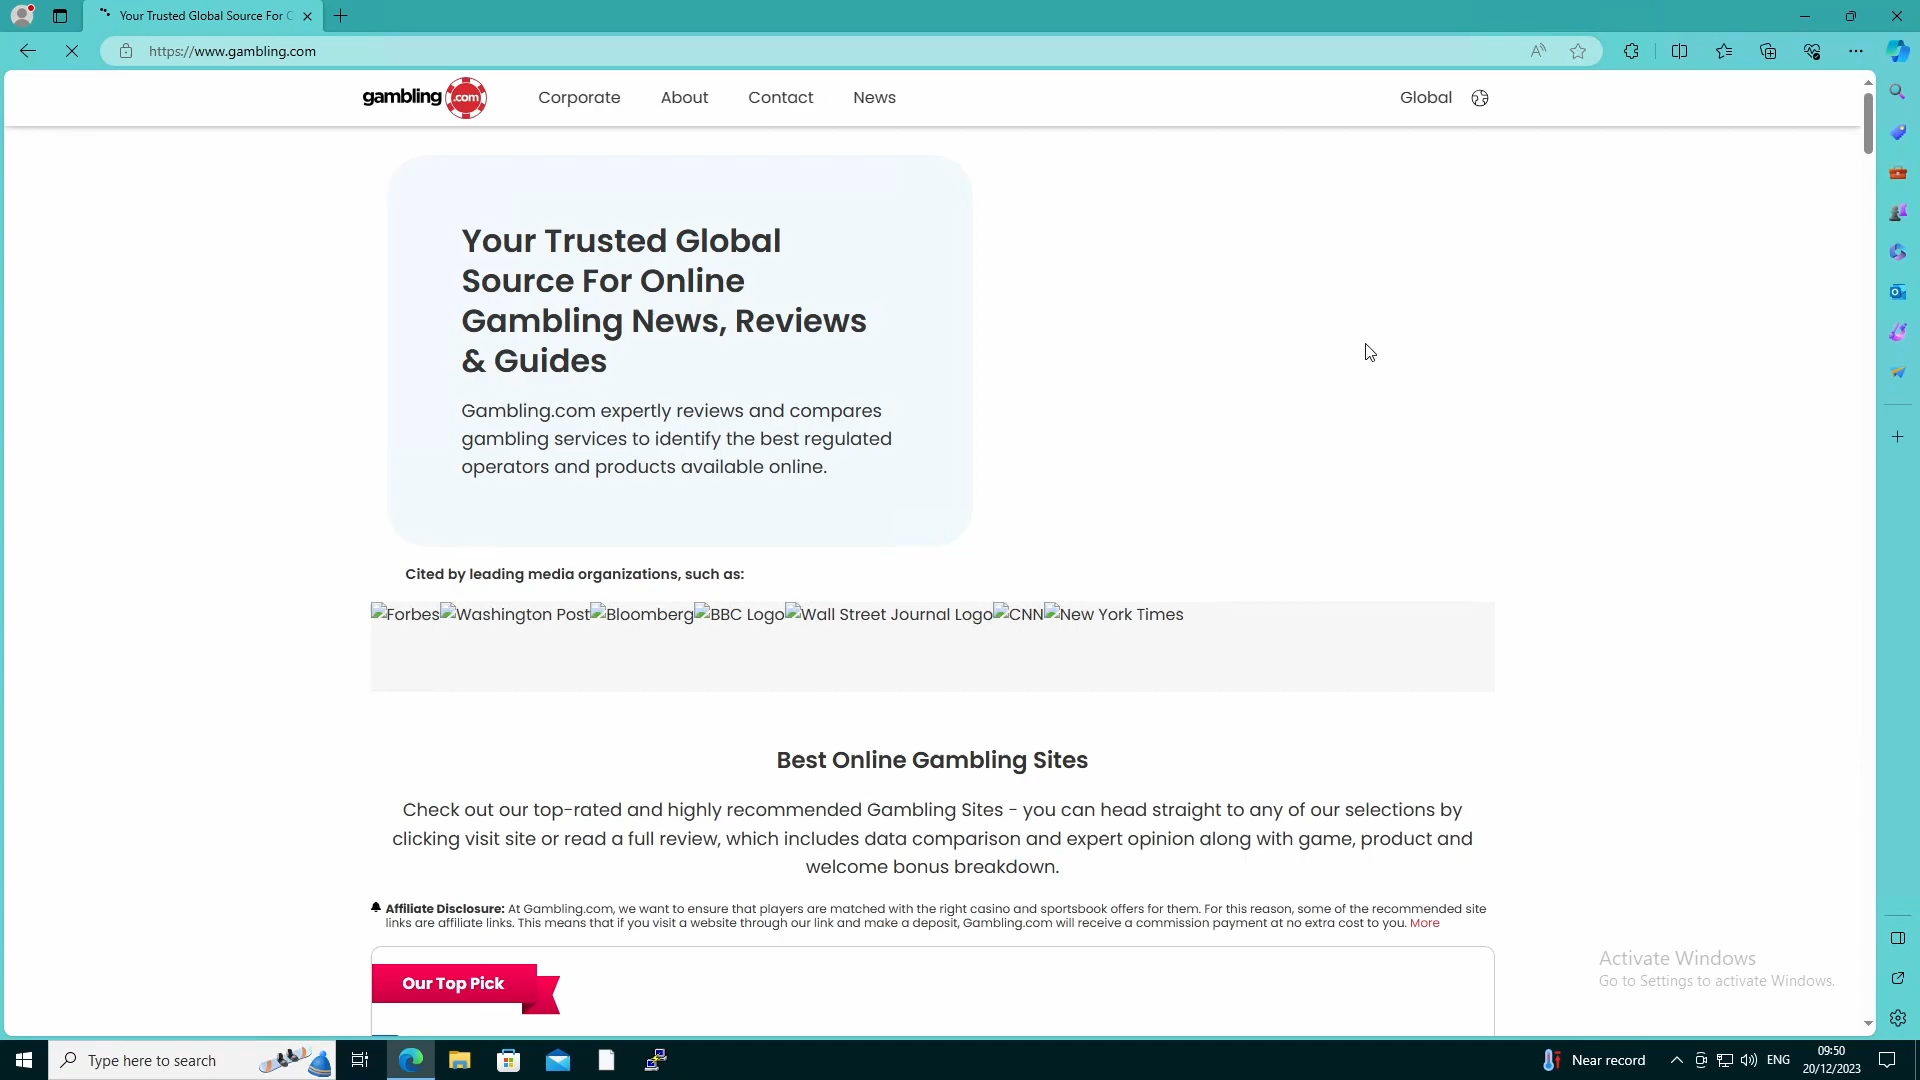 Your Trusted Global Source For O
https://www.gambling.com
gambling .com
Corporate
About
Contact
News
Global
Your Trusted Global
Source For Online
Gambling News, Reviews
& Guides
Gambling.com expertly reviews and compares
gambling services to identify the best regulated
operators and products available online.
Cited by leading media organizations, such as:
Forbes Washington Post Bloomberg BBC Logo Wall Street Journal Logo CNN New York Times
Best Online Gambling Sites
Check out our top-rated and highly recommended Gambling Sites - you can head straight to any of our selections by
clicking visit site or read a full review, which includes data comparison and expert opinion along with game, product and
welcome bonus breakdown.
Affiliate Disclosure: At Gambling.com, we want to ensure that players are matched with the right casino and sportsbook offers for them. For this reason, some of the recommended site
links are affiliate links. This means that if you visit a website through our link and make a deposit, Gambling.com will receive a commission payment at no extra cost to you. More
Our Top Pick
Activate Windows
Go to Settings to activate Windows.
Type here to search
Near record
ENG
09:50
20/12/2023